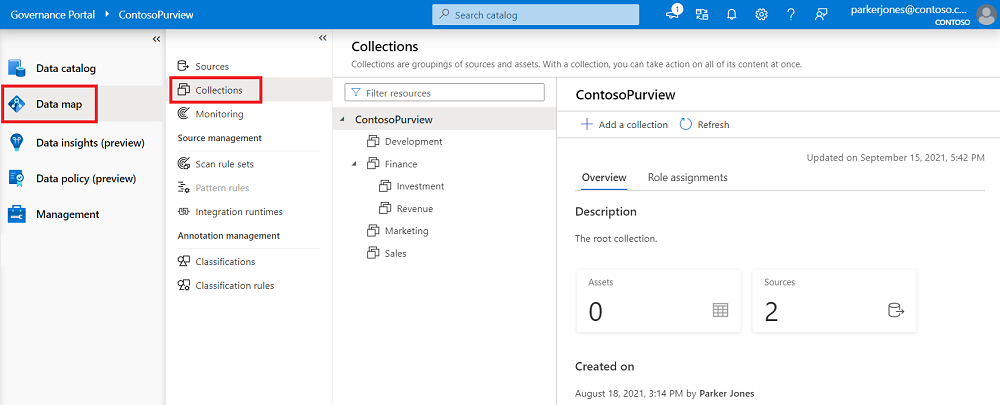 Governance Portal ContosoPurview
Search catalog
1
parkerjones@contoso.c...
CONTOSO
Data catalog
Data map
Data insights (preview)
Data policy (preview)
Management
Sources
Collections
Monitoring
Source management
Scan rule sets
Pattern rules
Integration runtimes
Annotation management
Classifications
Classification rules
Collections
Collections are groupings of sources and assets. With a collection, you can take action on all of its content at once.
Filter resources
ContosoPurview
Development
Finance
Investment
Revenue
Marketing
Sales
ContosoPurview
Add a collection Refresh
Updated on September 15, 2021, 5:42 PM
Overview Role assignments
Description
The root collection.
Assets
0
Sources
2
Created on
August 18, 2021, 3:14 PM by Parker Jones